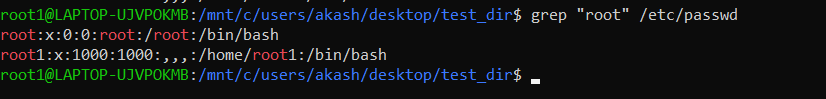 root1@LAPTOP-UJVPOKMB:/mnt/c/users/akash/desktop/test_dir$ grep "root" /etc/passwd
root:x:0:0:root:/root:/bin/bash
root1:x:1000:1000:,,,:/home/root1:/bin/bash
root1@LAPTOP-UJVPOKMB:/mnt/c/users/akash/desktop/test_dir$